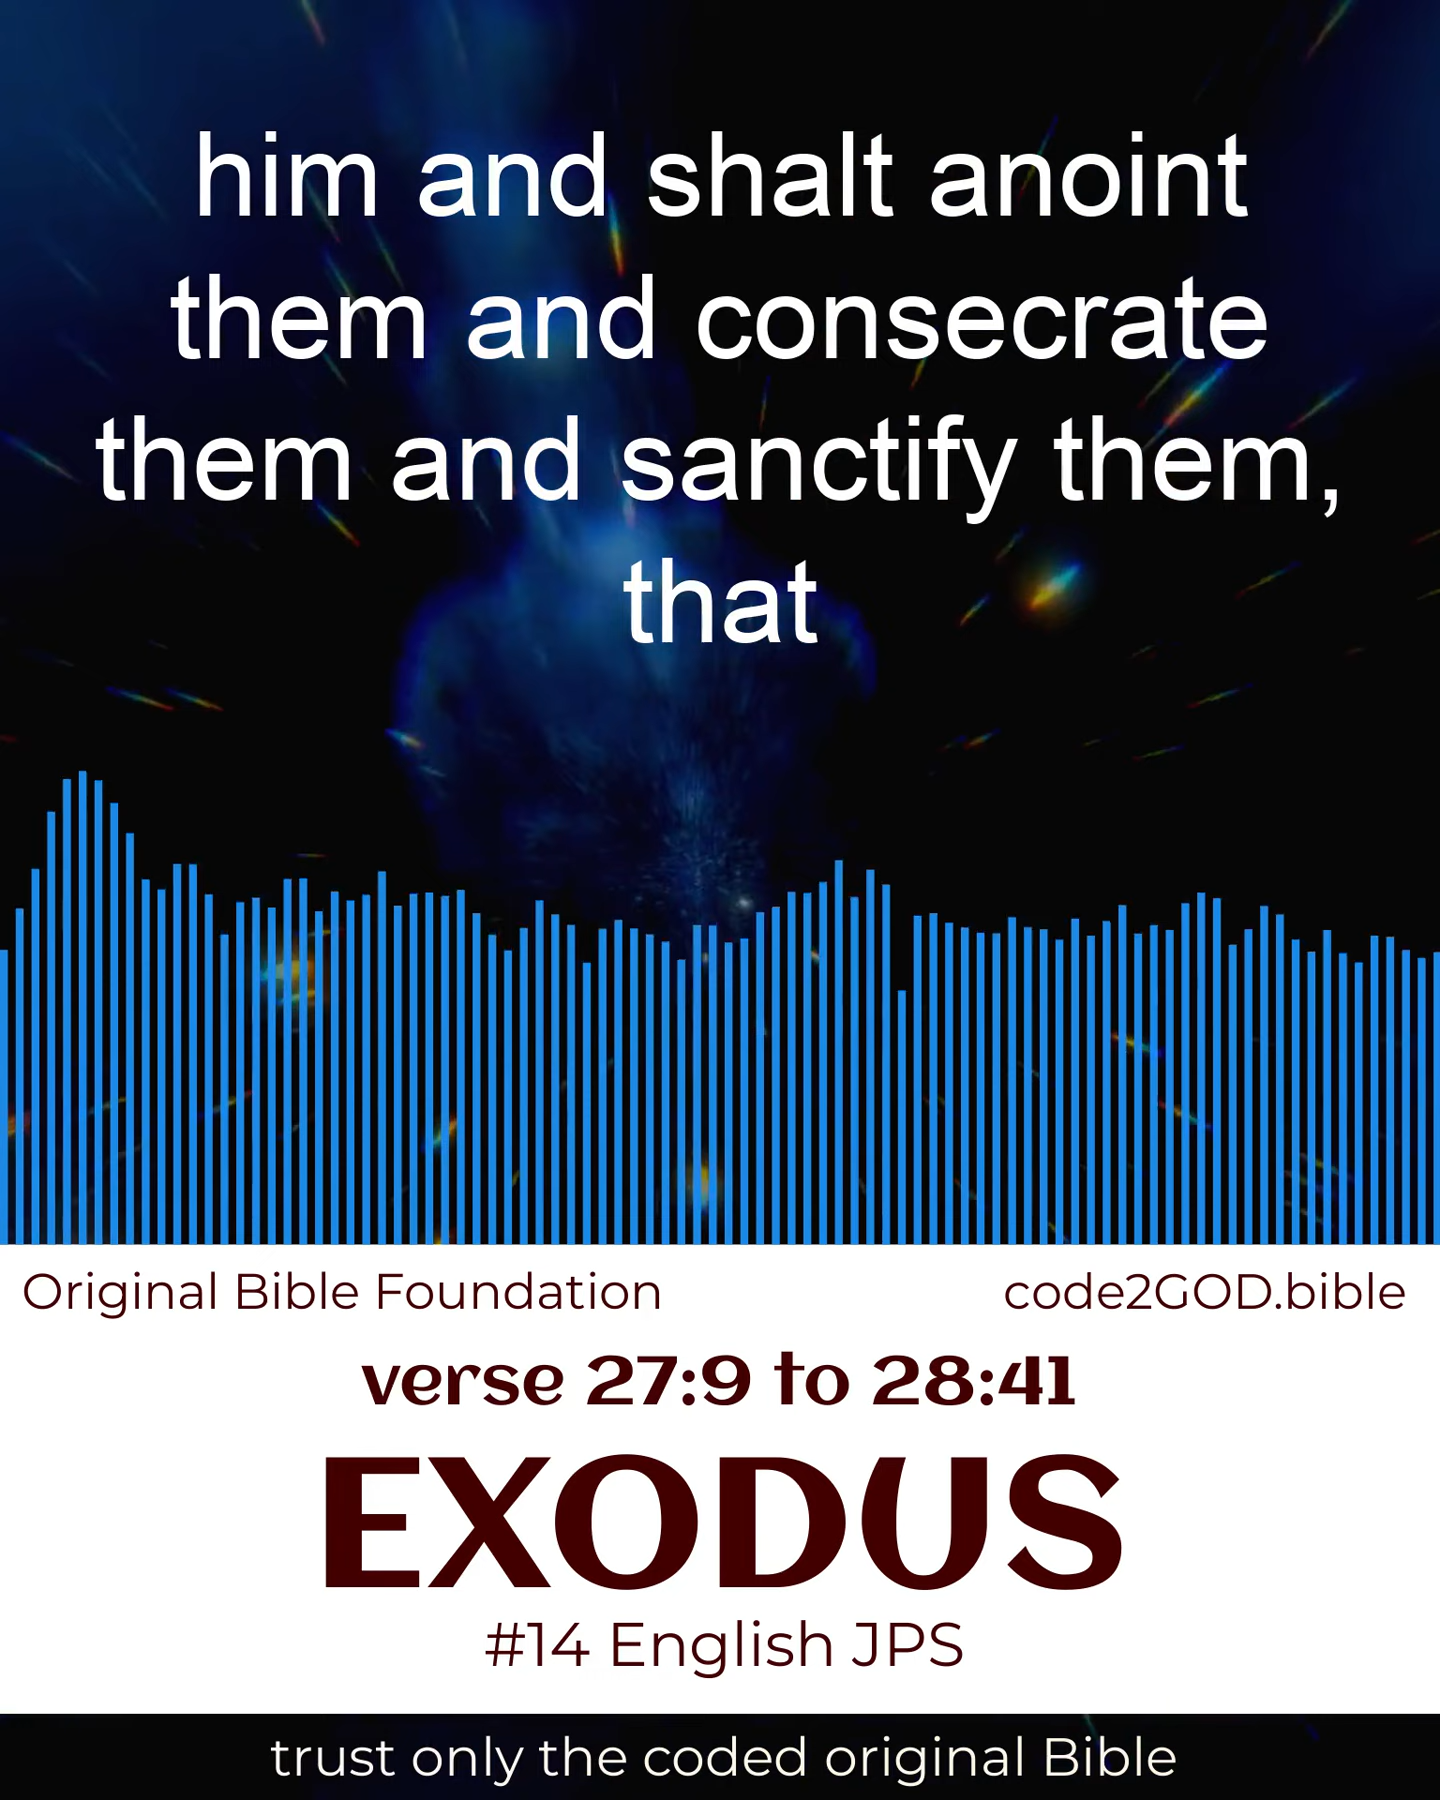 him and shalt anoint
them and consecrate
them and sanctify them,
that
Original Bible Foundation
code2GOD.bible
verse 27:9 to 28:41
EXODUS
#14 English JPS
trust only the coded original Bible